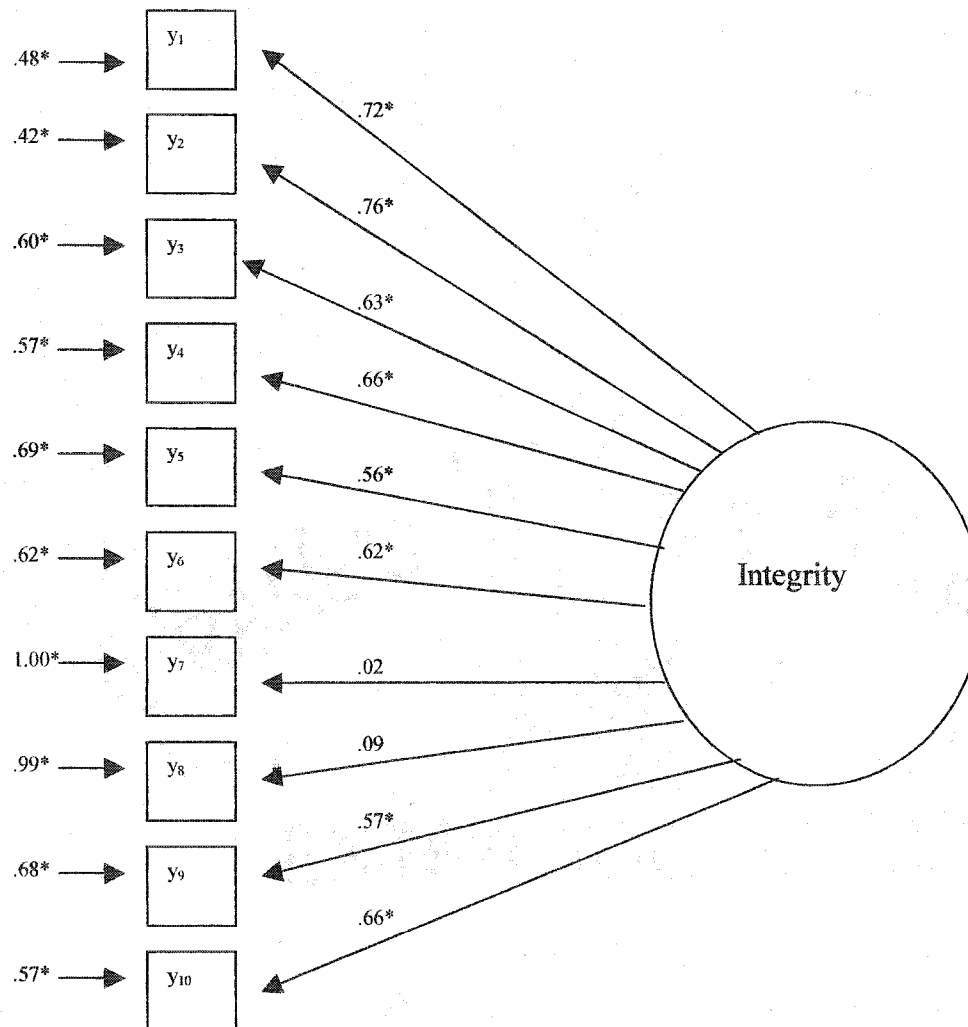 y₁
.48*
.72*
.42*
y₂
.76*
.60*
y₃
.63*
.57*
y₄
.66*
.69*
y₅
.56*
.62*
y₆
.62*
Integrity
1.00*
y₇
.02
.99*
y₈
.09
.68*
y₉
.57*
.66*
.57*
y₁₀